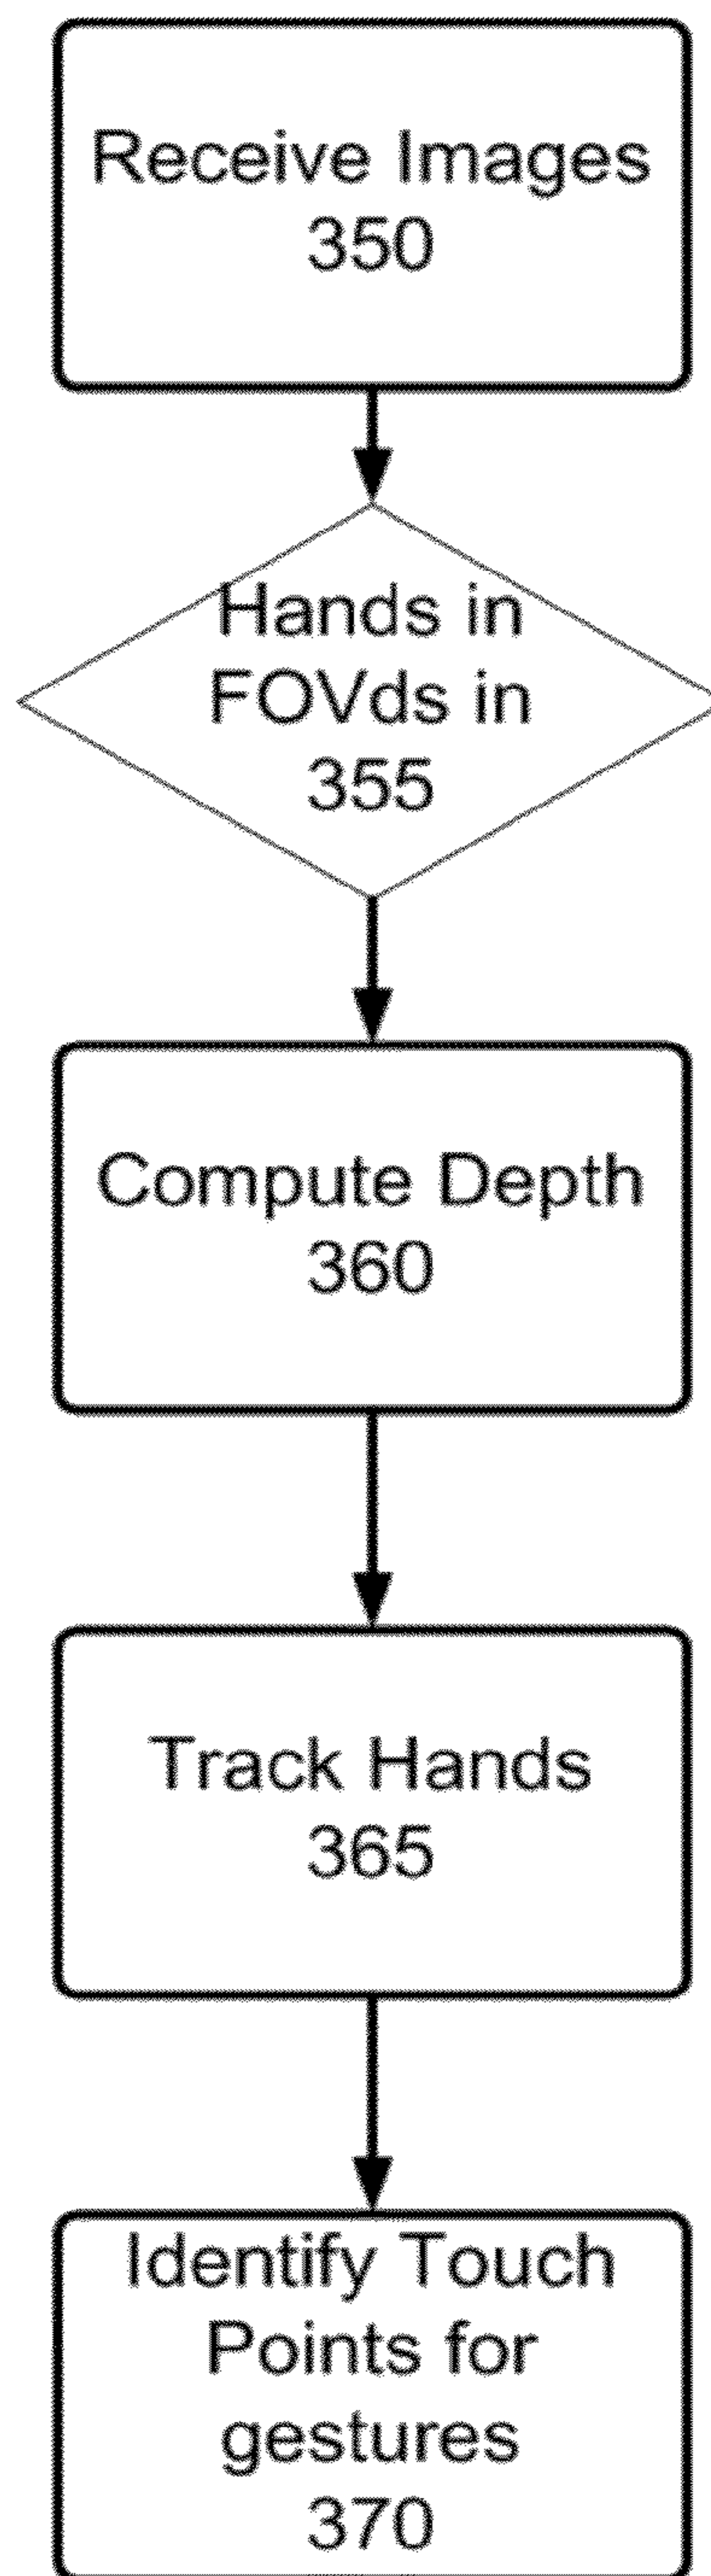 Receive Images
350
Hands in
FOVds in
355
Compute Depth
360
Track Hands
365
Identify Touch
Points for
gestures
370